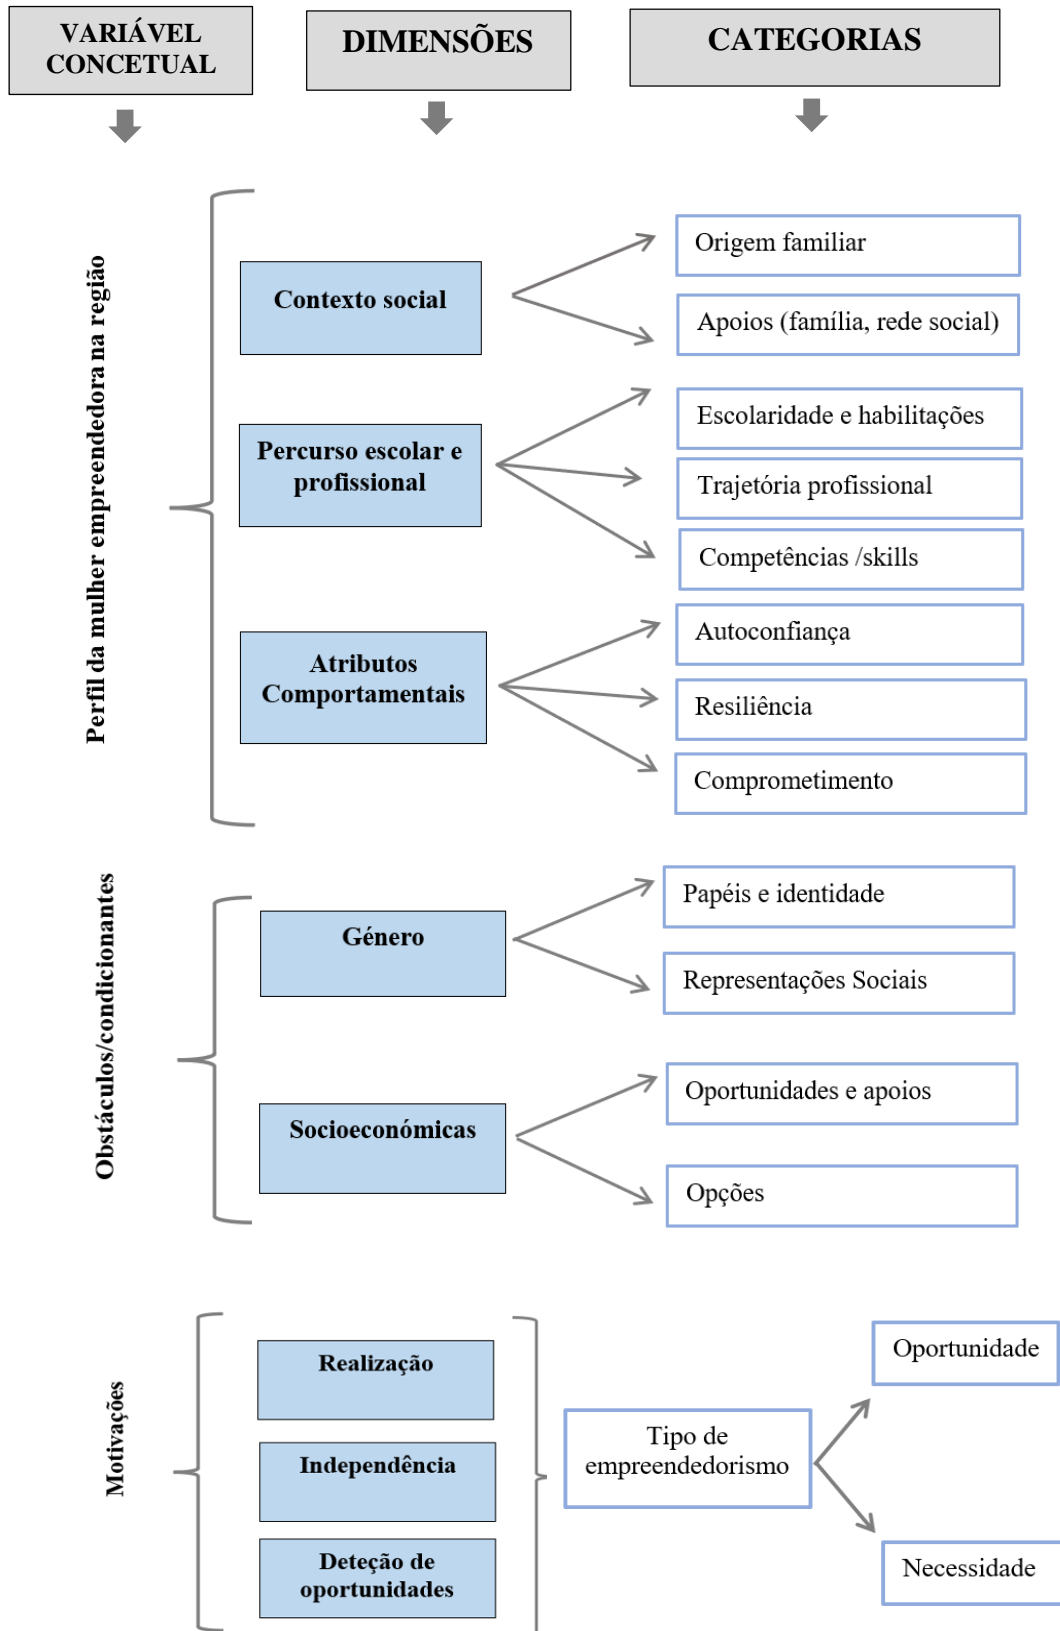 VARIÁVEL
CONCETUAL
DIMENSÕES
CATEGORIAS
Perfil da mulher empreendedora na região
Contexto social
Origem familiar
Apoios (família, rede social)
Percurso escolar e
profissional
Escolaridade e habilitações
Trajetória profissional
Competências /skills
Atributos
Comportamentais
Autoconfiança
Resiliência
Comprometimento
Obstáculos/condicionantes
Género
Papéis e identidade
Representações Sociais
Socioeconómicas
Oportunidades e apoios
Opções
Motivações
Realização
Independência
Deteção de
oportunidades
Tipo de
empreendedorismo
Oportunidade
Necessidade